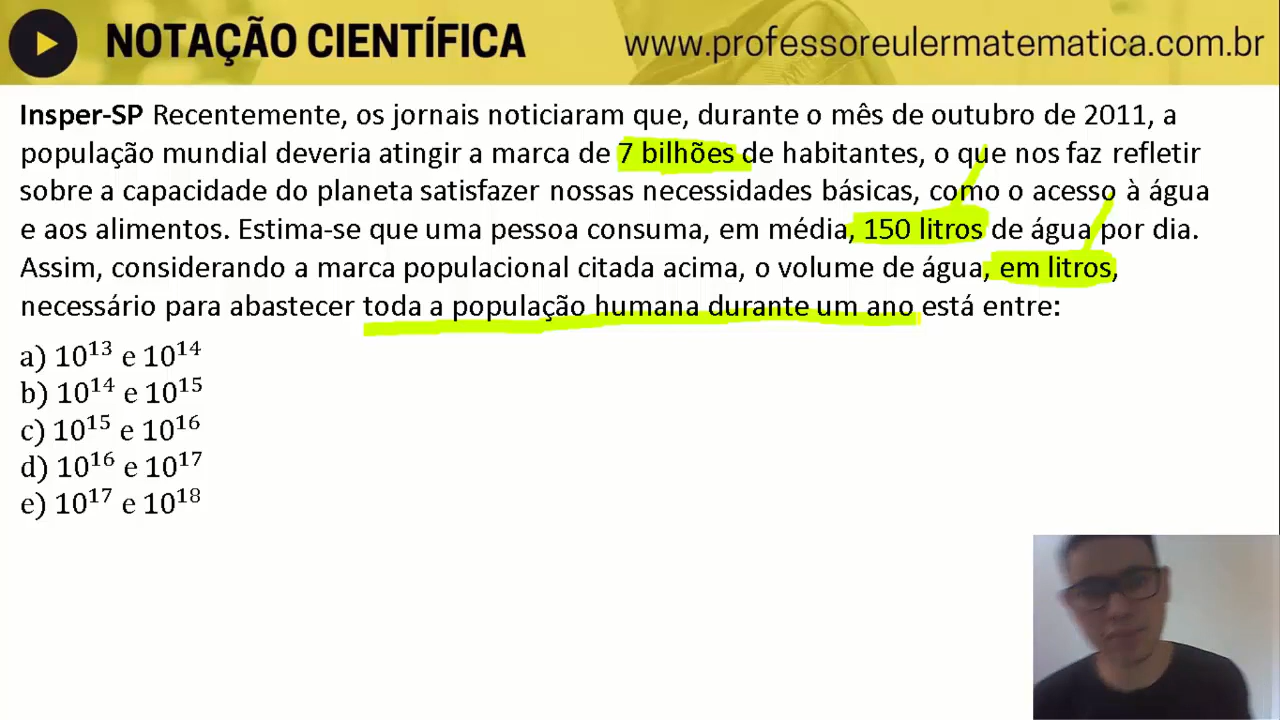 NOTAÇÃO CIENTÍFICA
www.professoreulermatematica.com.br
Insper-SP Recentemente, os jornais noticiaram que, durante o mês de outubro de 2011, a
população mundial deveria atingir a marca de 7 bilhões de habitantes, o que nos faz refletir
sobre a capacidade do planeta satisfazer nossas necessidades básicas, como o acesso à água
e aos alimentos. Estima-se que uma pessoa consuma, em média, 150 litros de água por dia.
Assim, considerando a marca populacional citada acima, o volume de água, em litros,
necessário para abastecer toda a população humana durante um ano está entre:
a) 10¹³ e 10¹⁴
b) 10¹⁴ e 10¹⁵
c) 10¹⁵ e 10¹⁶
d) 10¹⁶ e 10¹⁷
e) 10¹⁷ e 10¹⁸